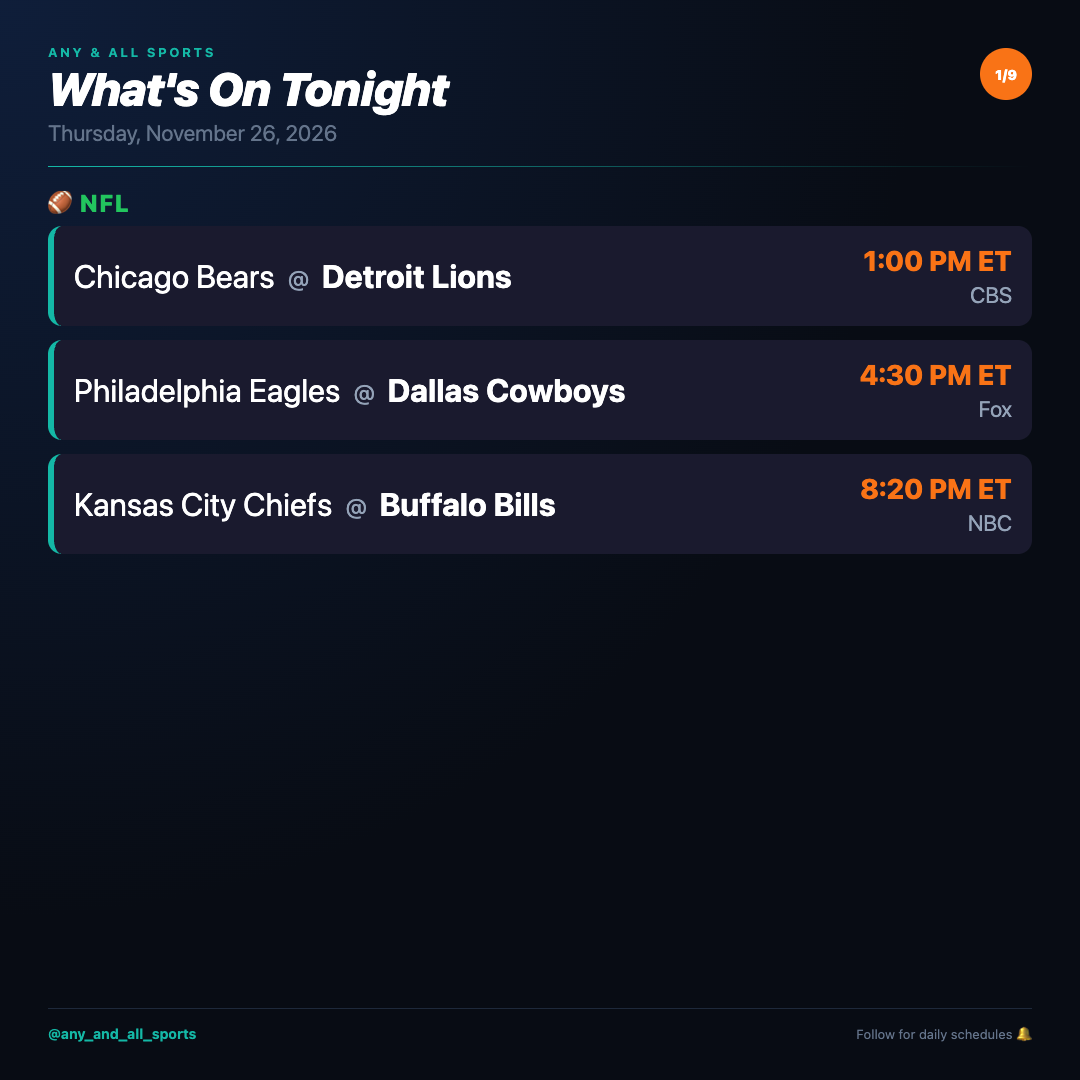 ANY & ALL SPORTS
What's On Tonight
1/9
Thursday, November 26, 2026
🏈 NFL
Chicago Bears @ Detroit Lions
1:00 PM ET
CBS
Philadelphia Eagles @ Dallas Cowboys
4:30 PM ET
Fox
Kansas City Chiefs @ Buffalo Bills
8:20 PM ET
NBC
@any_and_all_sports
Follow for daily schedules 🔔